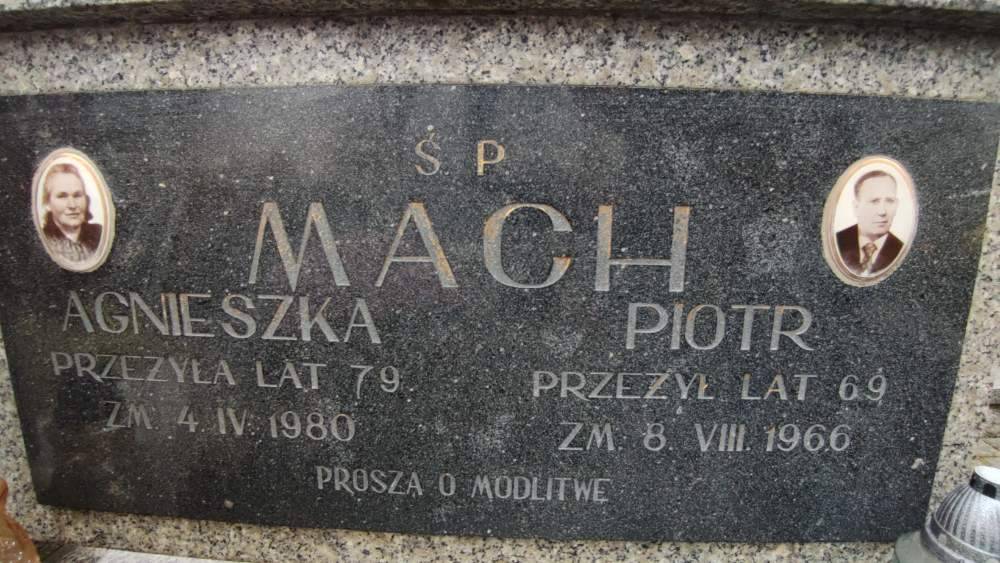 Ś P
MACH
AGNIESZKA
PRZEŻYŁA LAT 79
ZM. 4 IV. 1980
PIOTR
PRZEŻYŁ LAT 69
ZM. 8. VIII. 1966
PROSZĄ O MODLITWĘ